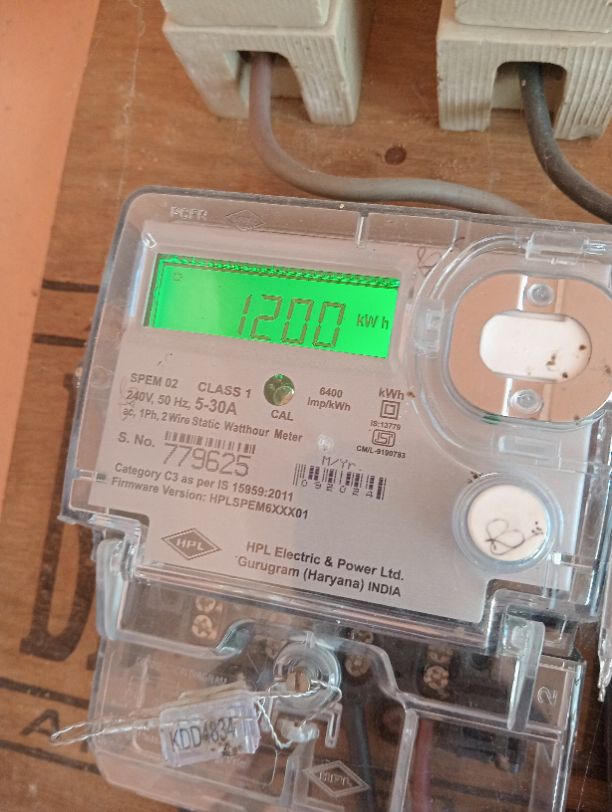 1200 kWh
SPEM 02 CLASS 1 6400 kWh
240V, 50 Hz, 5-30A imp/kWh
ac, 1Ph, 2Wire Static Watthour Meter CAL IS:13779
CM/L-9190783
S. No. 779625 M/Yr
Category C3 as per IS 15959:2011
Firmware Version: HPLSPEM6XXX01
HPL HPL Electric & Power Ltd.
Gurugram (Haryana) INDIA
2
KDD4834
HPL